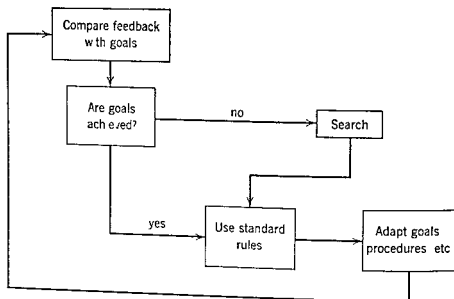 Compare feedback
w th goals
Are goals
ach eved?
no
Search
yes
Use standard
rules
Adapt goals
procedures etc